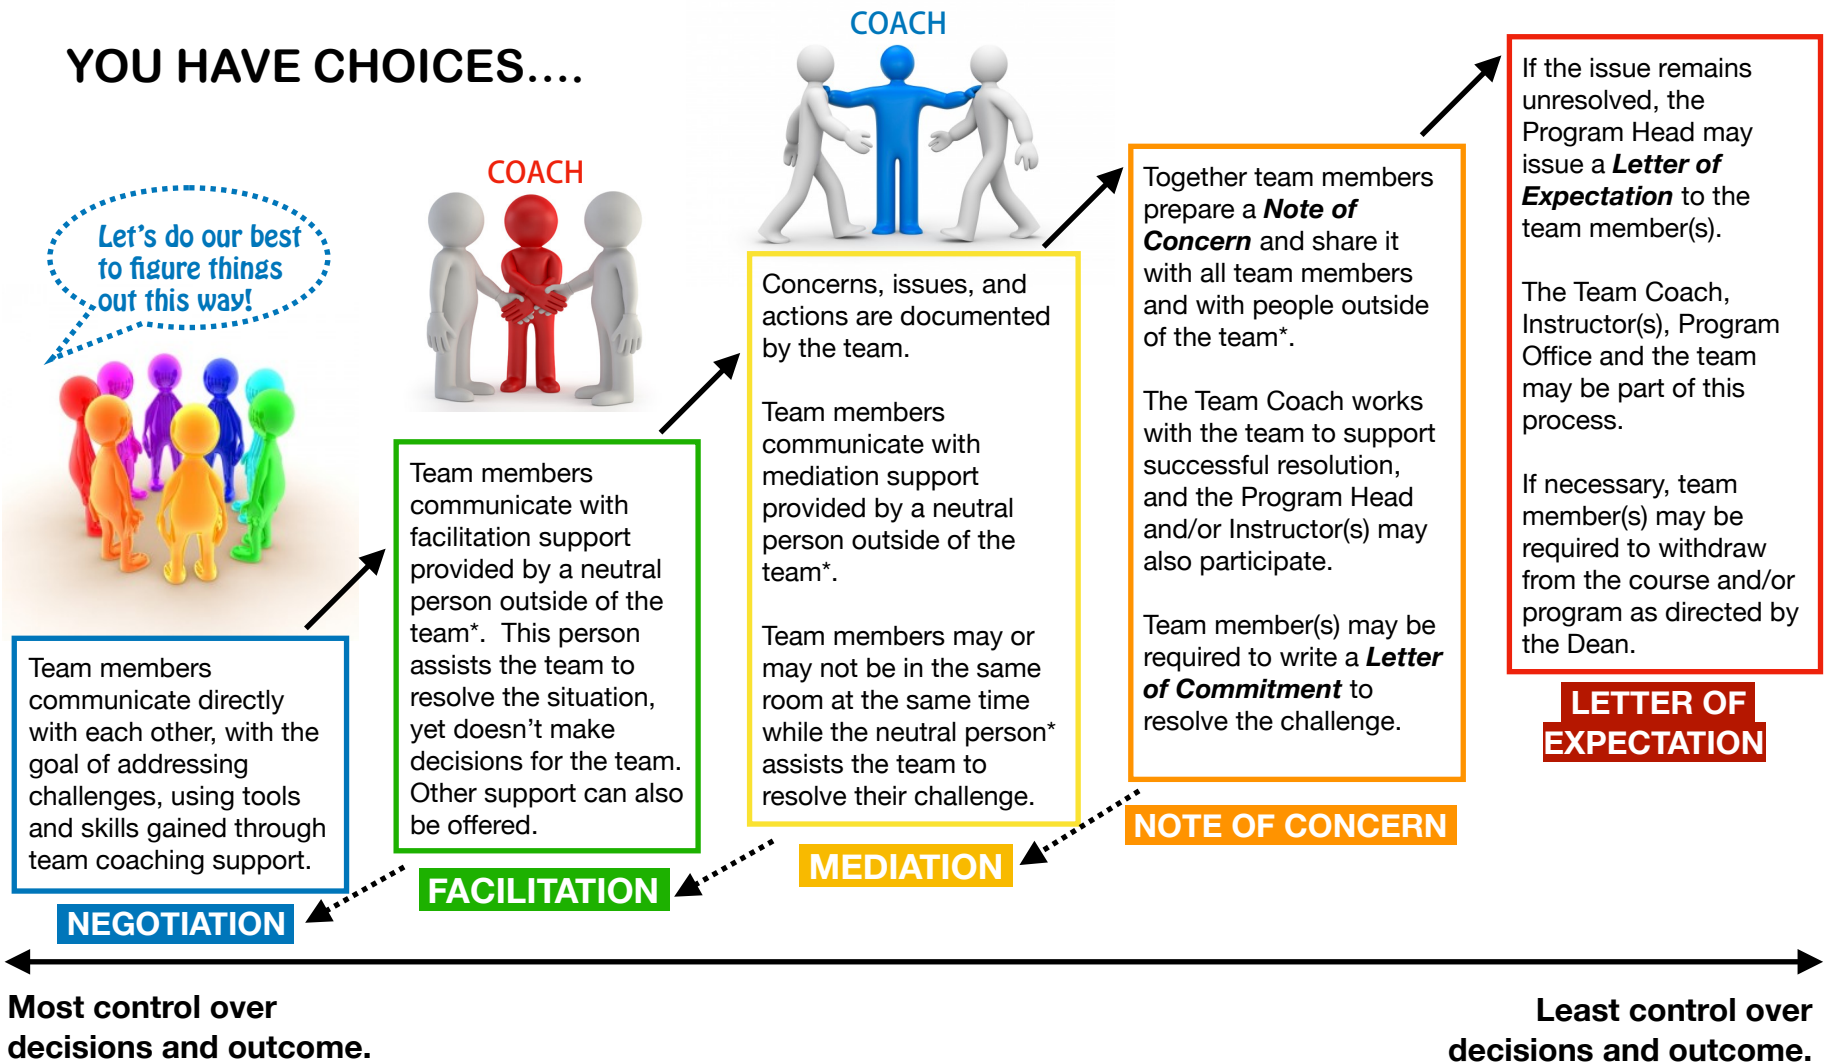 YOU HAVE CHOICES....
Let's do our best
to figure things
out this way!
Team members
communicate directly
with each other, with the
goal of addressing
challenges, using tools
and skills gained through
team coaching support.
NEGOTIATION
COACH
Team members
communicate with
facilitation support
provided by a neutral
person outside of the
team*.  This person
assists the team to
resolve the situation,
yet doesn't make
decisions for the team.
Other support can also
be offered.
FACILITATION
COACH
Concerns, issues, and
actions are documented
by the team.
Team members
communicate with
mediation support
provided by a neutral
person outside of the
team*.
Team members may or
may not be in the same
room at the same time
while the neutral person*
assists the team to
resolve their challenge.
MEDIATION
Together team members
prepare a Note of
Concern and share it
with all team members
and with people outside
of the team*.
The Team Coach works
with the team to support
successful resolution,
and the Program Head
and/or Instructor(s) may
also participate.
Team member(s) may be
required to write a Letter
of Commitment to
resolve the challenge.
NOTE OF CONCERN
If the issue remains
unresolved, the
Program Head may
issue a Letter of
Expectation to the
team member(s).
The Team Coach,
Instructor(s), Program
Office and the team
may be part of this
process.
If necessary, team
member(s) may be
required to withdraw
from the course and/or
program as directed by
the Dean.
LETTER OF
EXPECTATION
Most control over
decisions and outcome.
Least control over
decisions and outcome.